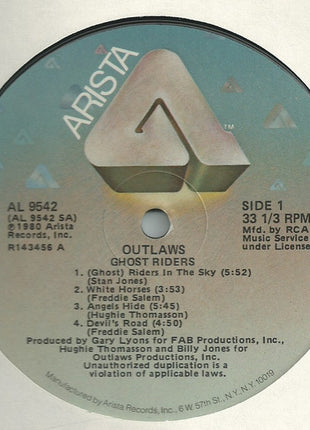 ARISTA
TM
AL 9542
(AL 9542 SA)
℗1980 Arista
Records, Inc.
R143456 A
SIDE 1
33 1/3 RPM
Mfd. by RCA
Music Service
under License
OUTLAWS
GHOST RIDERS
1. (Ghost) Riders In The Sky (5:52)
(Stan Jones)
2. White Horses (3:53)
(Freddie Salem)
3. Angels Hide (3:45)
(Hughie Thomasson)
4. Devil's Road (4:50)
(Freddie Salem)
Produced by Gary Lyons for FAB Productions, Inc.,
Hughie Thomasson and Billy Jones for
Outlaws Productions, Inc.
Unauthorized duplication is a
violation of applicable laws.
Manufactured by Arista Records, Inc., 6 W. 57th St., N.Y., N.Y. 10019